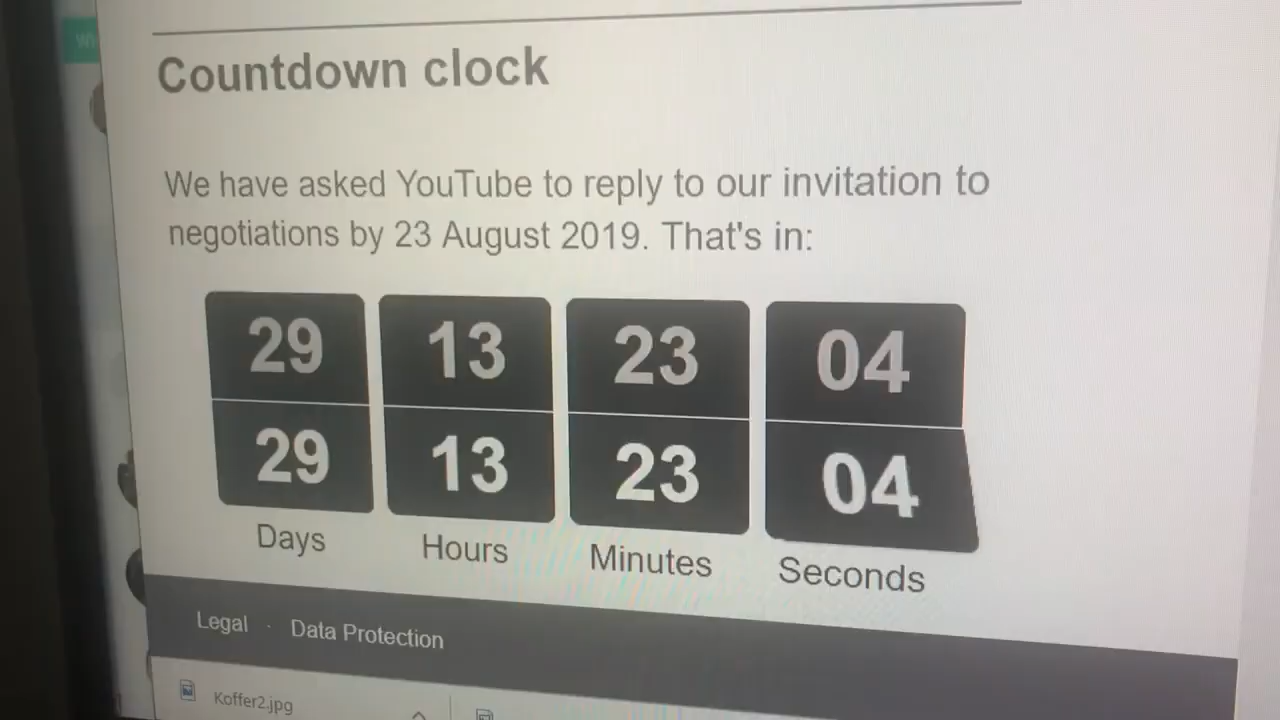 Countdown clock
We have asked YouTube to reply to our invitation to
negotiations by 23 August 2019. That's in:
29 13 23 04
29 13 23 04
Days Hours Minutes Seconds
Legal · Data Protection
Koffer2.jpg